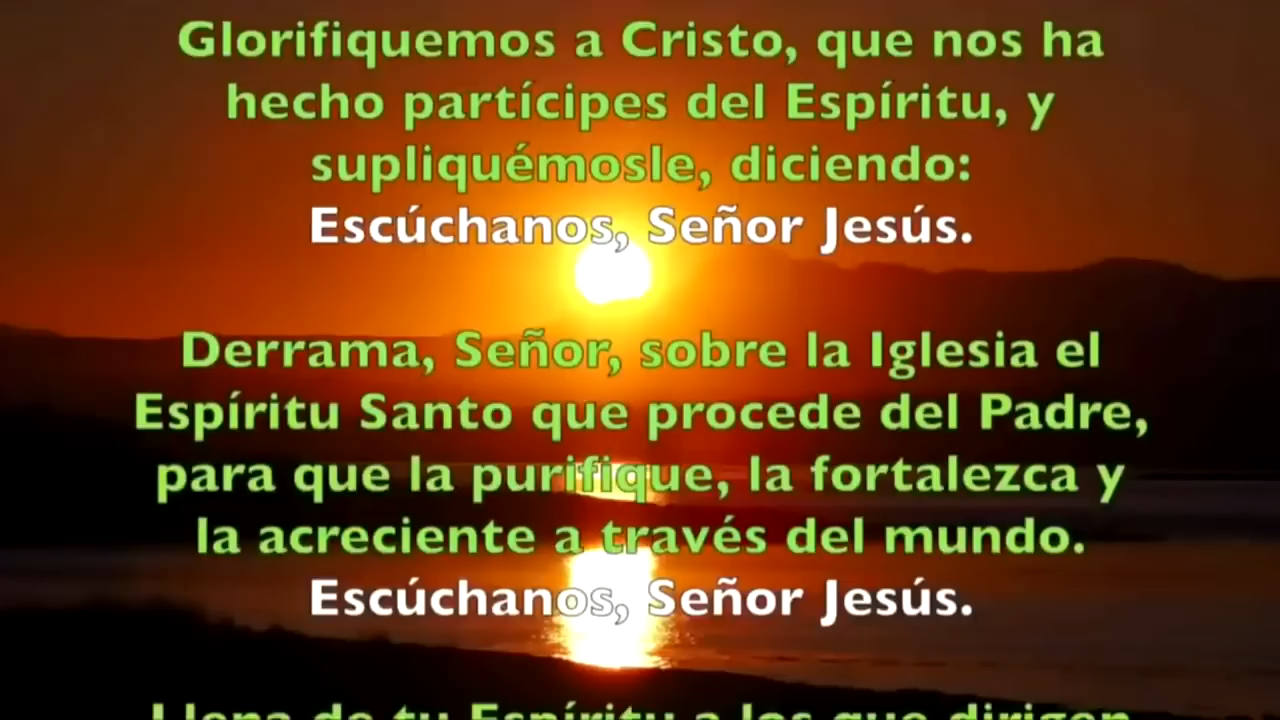 Glorifiquemos a Cristo, que nos ha
hecho partícipes del Espíritu, y
supliquémosle, diciendo:
Escúchanos, Señor Jesús.
Derrama, Señor, sobre la Iglesia el
Espíritu Santo que procede del Padre,
para que la purifique, la fortalezca y
la acreciente a través del mundo.
Escúchanos, Señor Jesús.
Llena de tu Espíritu a los que dirigen